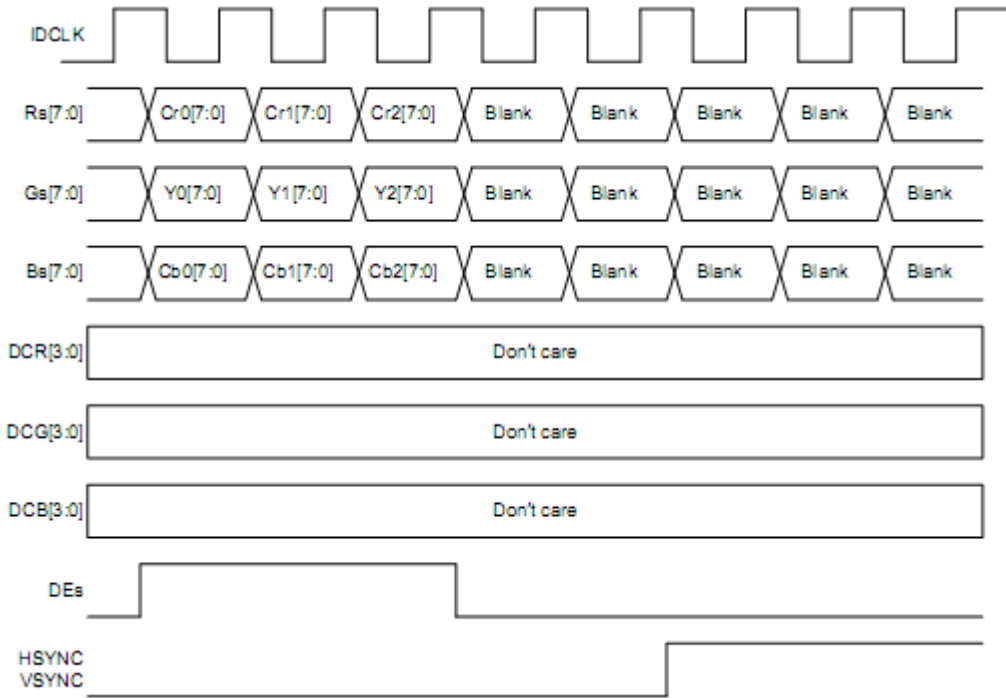 IDCLK
Rs[7:0] Cr0[7:0] Cr1[7:0] Cr2[7:0] Blank Blank Blank Blank Blank
Gs[7:0] Y0[7:0] Y1[7:0] Y2[7:0] Blank Blank Blank Blank Blank
Bs[7:0] Cb0[7:0] Cb1[7:0] Cb2[7:0] Blank Blank Blank Blank Blank
DCR[3:0] Don't care
DCG[3:0] Don't care
DCB[3:0] Don't care
DEs
HSYNC
VSYNC